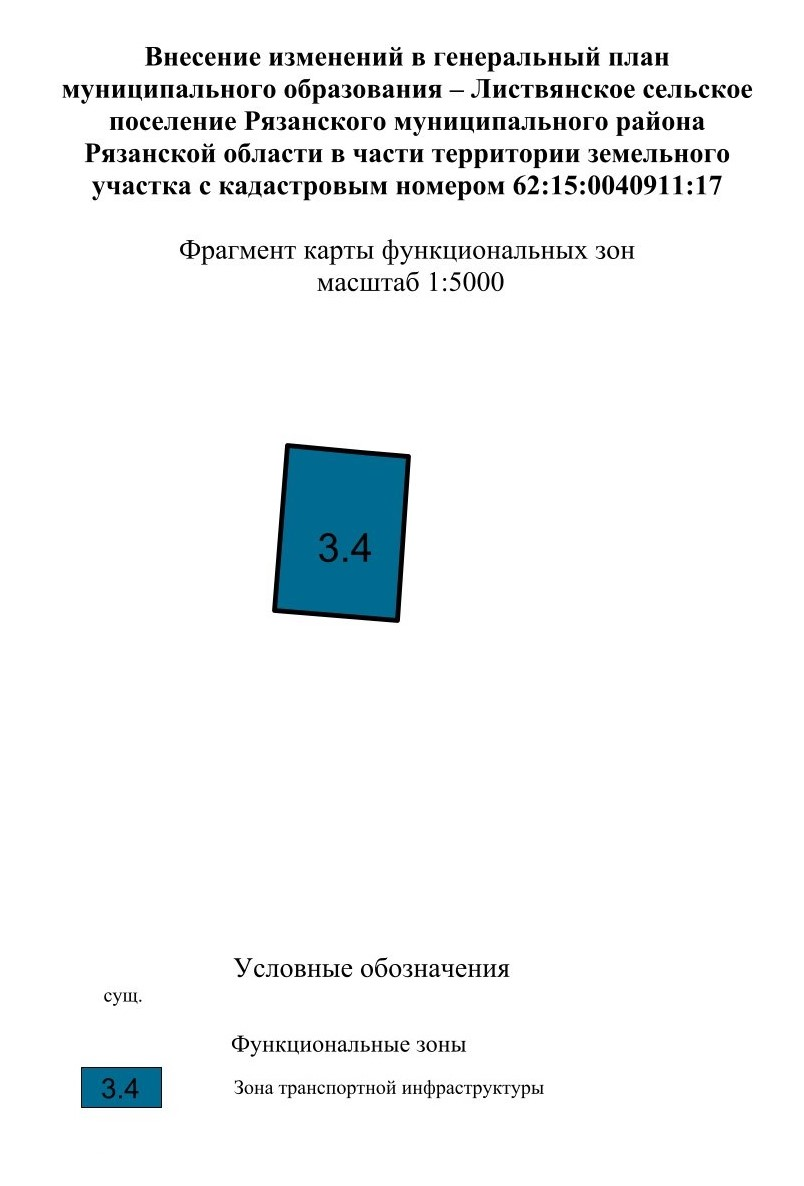 Внесение изменений в генеральный план
муниципального образования – Листвянское сельское
поселение Рязанского муниципального района
Рязанской области в части территории земельного
участка с кадастровым номером 62:15:0040911:17
Фрагмент карты функциональных зон
масштаб 1:5000
3.4
Условные обозначения
сущ.
Функциональные зоны
3.4 Зона транспортной инфраструктуры